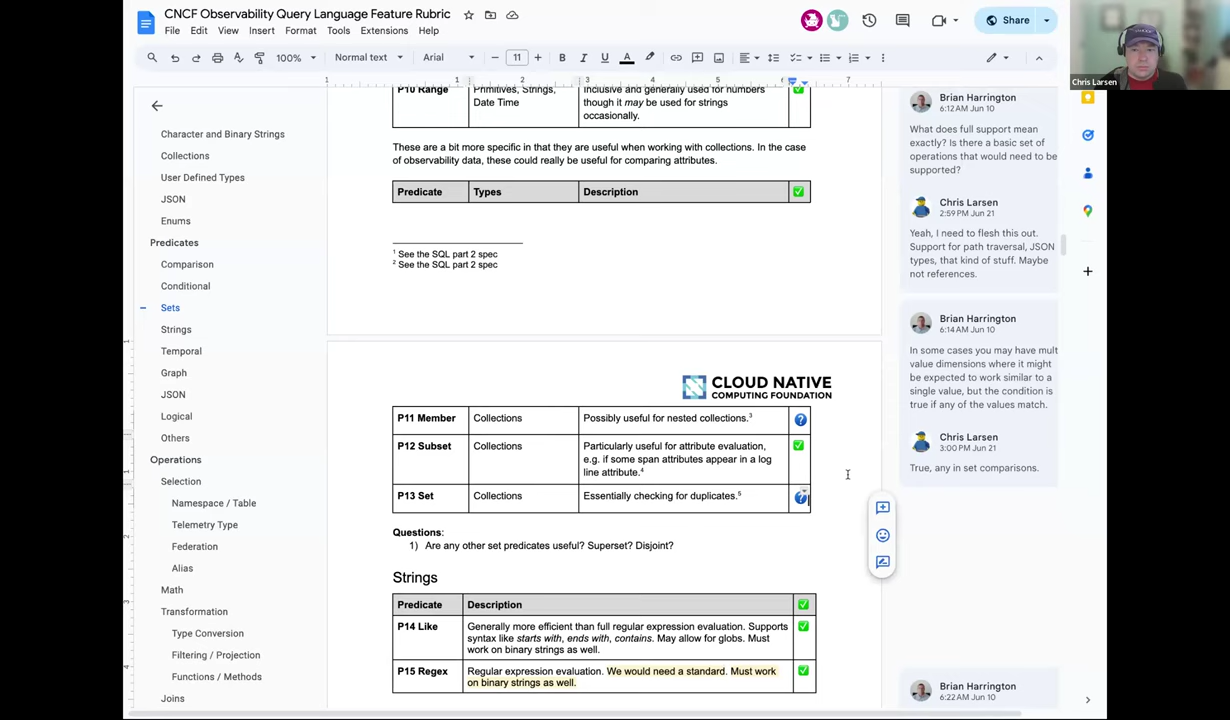 CNCF Observability Query Language Feature Rubric
File Edit View Insert Format Tools Extensions Help
Share
100%
Normal text
Arial
11
Chris Larsen
1 1 2 3 4 5 6 7
Character and Binary Strings
Collections
User Defined Types
JSON
Enums
Predicates
Comparison
Conditional
Sets
Strings
Temporal
Graph
JSON
Logical
Others
Operations
Selection
Namespace / Table
Telemetry Type
Federation
Alias
Math
Transformation
Type Conversion
Filtering / Projection
Functions / Methods
Joins
P10 Range
Primitives, Strings,
Date Time
Inclusive and generally used for numbers
though it may be used for strings
occasionally.
These are a bit more specific in that they are useful when working with collections. In the case
of observability data, these could really be useful for comparing attributes.
Predicate Types Description
1 See the SQL part 2 spec
2 See the SQL part 2 spec
CLOUD NATIVE
COMPUTING FOUNDATION
P11 Member Collections Possibly useful for nested collections.3
P12 Subset Collections Particularly useful for attribute evaluation,
e.g. if some span attributes appear in a log
line attribute.4
P13 Set Collections Essentially checking for duplicates.5
Questions:
1) Are any other set predicates useful? Superset? Disjoint?
Strings
Predicate Description
P14 Like Generally more efficient than full regular expression evaluation. Supports
syntax like starts with, ends with, contains. May allow for globs. Must
work on binary strings as well.
P15 Regex Regular expression evaluation. We would need a standard. Must work
on binary strings as well.
Brian Harrington
6:12 AM Jun 10
What does full support mean
exactly? Is there a basic set of
operations that would need to be
supported?
Chris Larsen
2:59 PM Jun 21
Yeah, I need to flesh this out.
Support for path traversal, JSON
types, that kind of stuff. Maybe
not references.
Brian Harrington
6:14 AM Jun 10
In some cases you may have mult
value dimensions where it might
be expected to work similar to a
single value, but the condition is
true if any of the values match.
Chris Larsen
3:00 PM Jun 21
True, any in set comparisons.
Brian Harrington
6:22 AM Jun 10